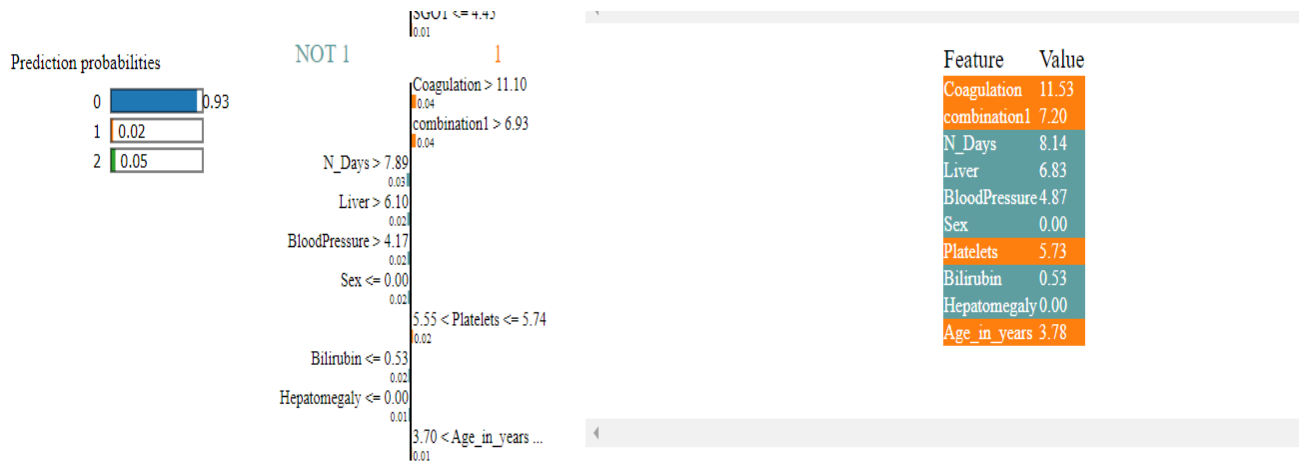 SGOT <= 4.45
0.01
Prediction probabilities
0 0.93
1 0.02
2 0.05
NOT 1 1
Coagulation > 11.10
0.04
combination1 > 6.93
0.04
N_Days > 7.89
0.03
Liver > 6.10
0.02
BloodPressure > 4.17
0.02
Sex <= 0.00
0.02
5.55 < Platelets <= 5.74
0.02
Bilirubin <= 0.53
0.02
Hepatomegaly <= 0.00
0.01
3.70 < Age_in_years ...
0.01
Feature Value
Coagulation 11.53
combination1 7.20
N_Days 8.14
Liver 6.83
BloodPressure 4.87
Sex 0.00
Platelets 5.73
Bilirubin 0.53
Hepatomegaly 0.00
Age_in_years 3.78